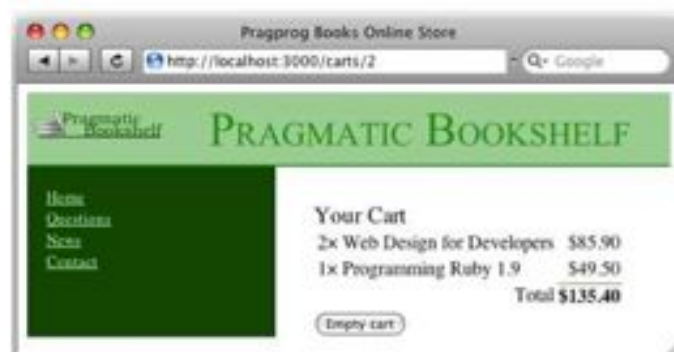 Pragprog Books Online Store
http://localhost:3000/carts/2
Google
Pragmatic
Bookshelf
PRAGMATIC BOOKSHELF
Home
Questions
News
Contact
Your Cart
2× Web Design for Developers $85.90
1× Programming Ruby 1.9 $49.50
Total $135.40
Empty cart